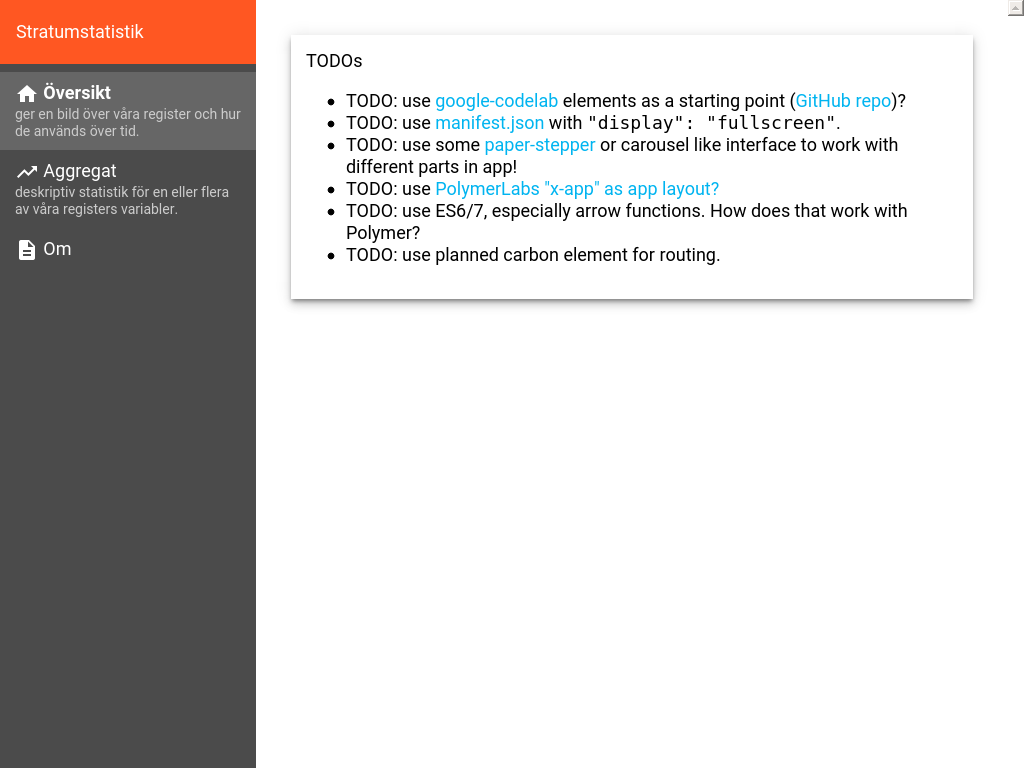 Stratumstatistik
Översikt
ger en bild över våra register och hur
de används över tid.
Aggregat
deskriptiv statistik för en eller flera
av våra registers variabler.
Om
TODOs
TODO: use google-codelab elements as a starting point (GitHub repo)?
TODO: use manifest.json with "display": "fullscreen".
TODO: use some paper-stepper or carousel like interface to work with
different parts in app!
TODO: use PolymerLabs "x-app" as app layout?
TODO: use ES6/7, especially arrow functions. How does that work with
Polymer?
TODO: use planned carbon element for routing.